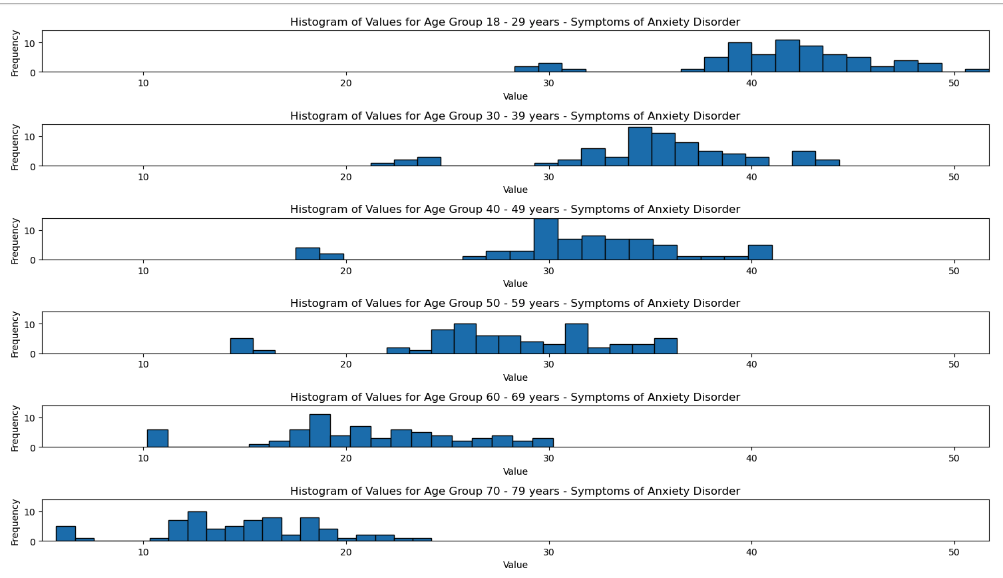 Histogram of Values for Age Group 18 - 29 years - Symptoms of Anxiety Disorder
Frequency
10
0
10 20 30 40 50
Value
Histogram of Values for Age Group 30 - 39 years - Symptoms of Anxiety Disorder
Frequency
10
0
10 20 30 40 50
Value
Histogram of Values for Age Group 40 - 49 years - Symptoms of Anxiety Disorder
Frequency
10
0
10 20 30 40 50
Value
Histogram of Values for Age Group 50 - 59 years - Symptoms of Anxiety Disorder
Frequency
10
0
10 20 30 40 50
Value
Histogram of Values for Age Group 60 - 69 years - Symptoms of Anxiety Disorder
Frequency
10
0
10 20 30 40 50
Value
Histogram of Values for Age Group 70 - 79 years - Symptoms of Anxiety Disorder
Frequency
10
0
10 20 30 40 50
Value